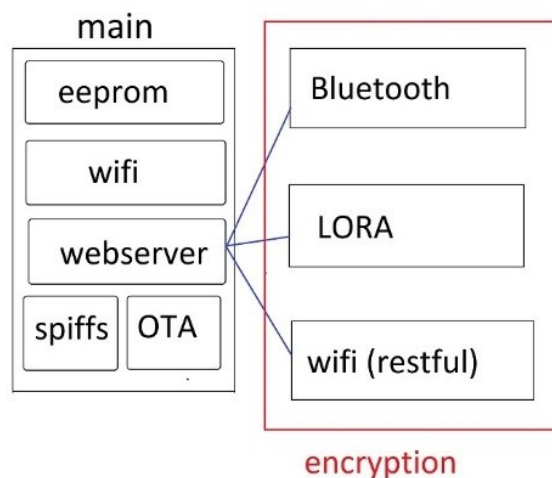 main
eeprom
wifi
webserver
spiffs
OTA
Bluetooth
LORA
wifi (restful)
encryption